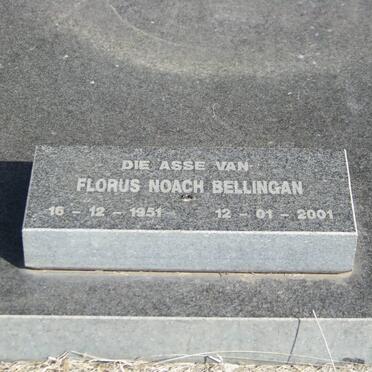 DIE ASSE VAN
FLORUS NOACH BELLINGAN
16 - 12 - 1951 12 - 01 - 2001